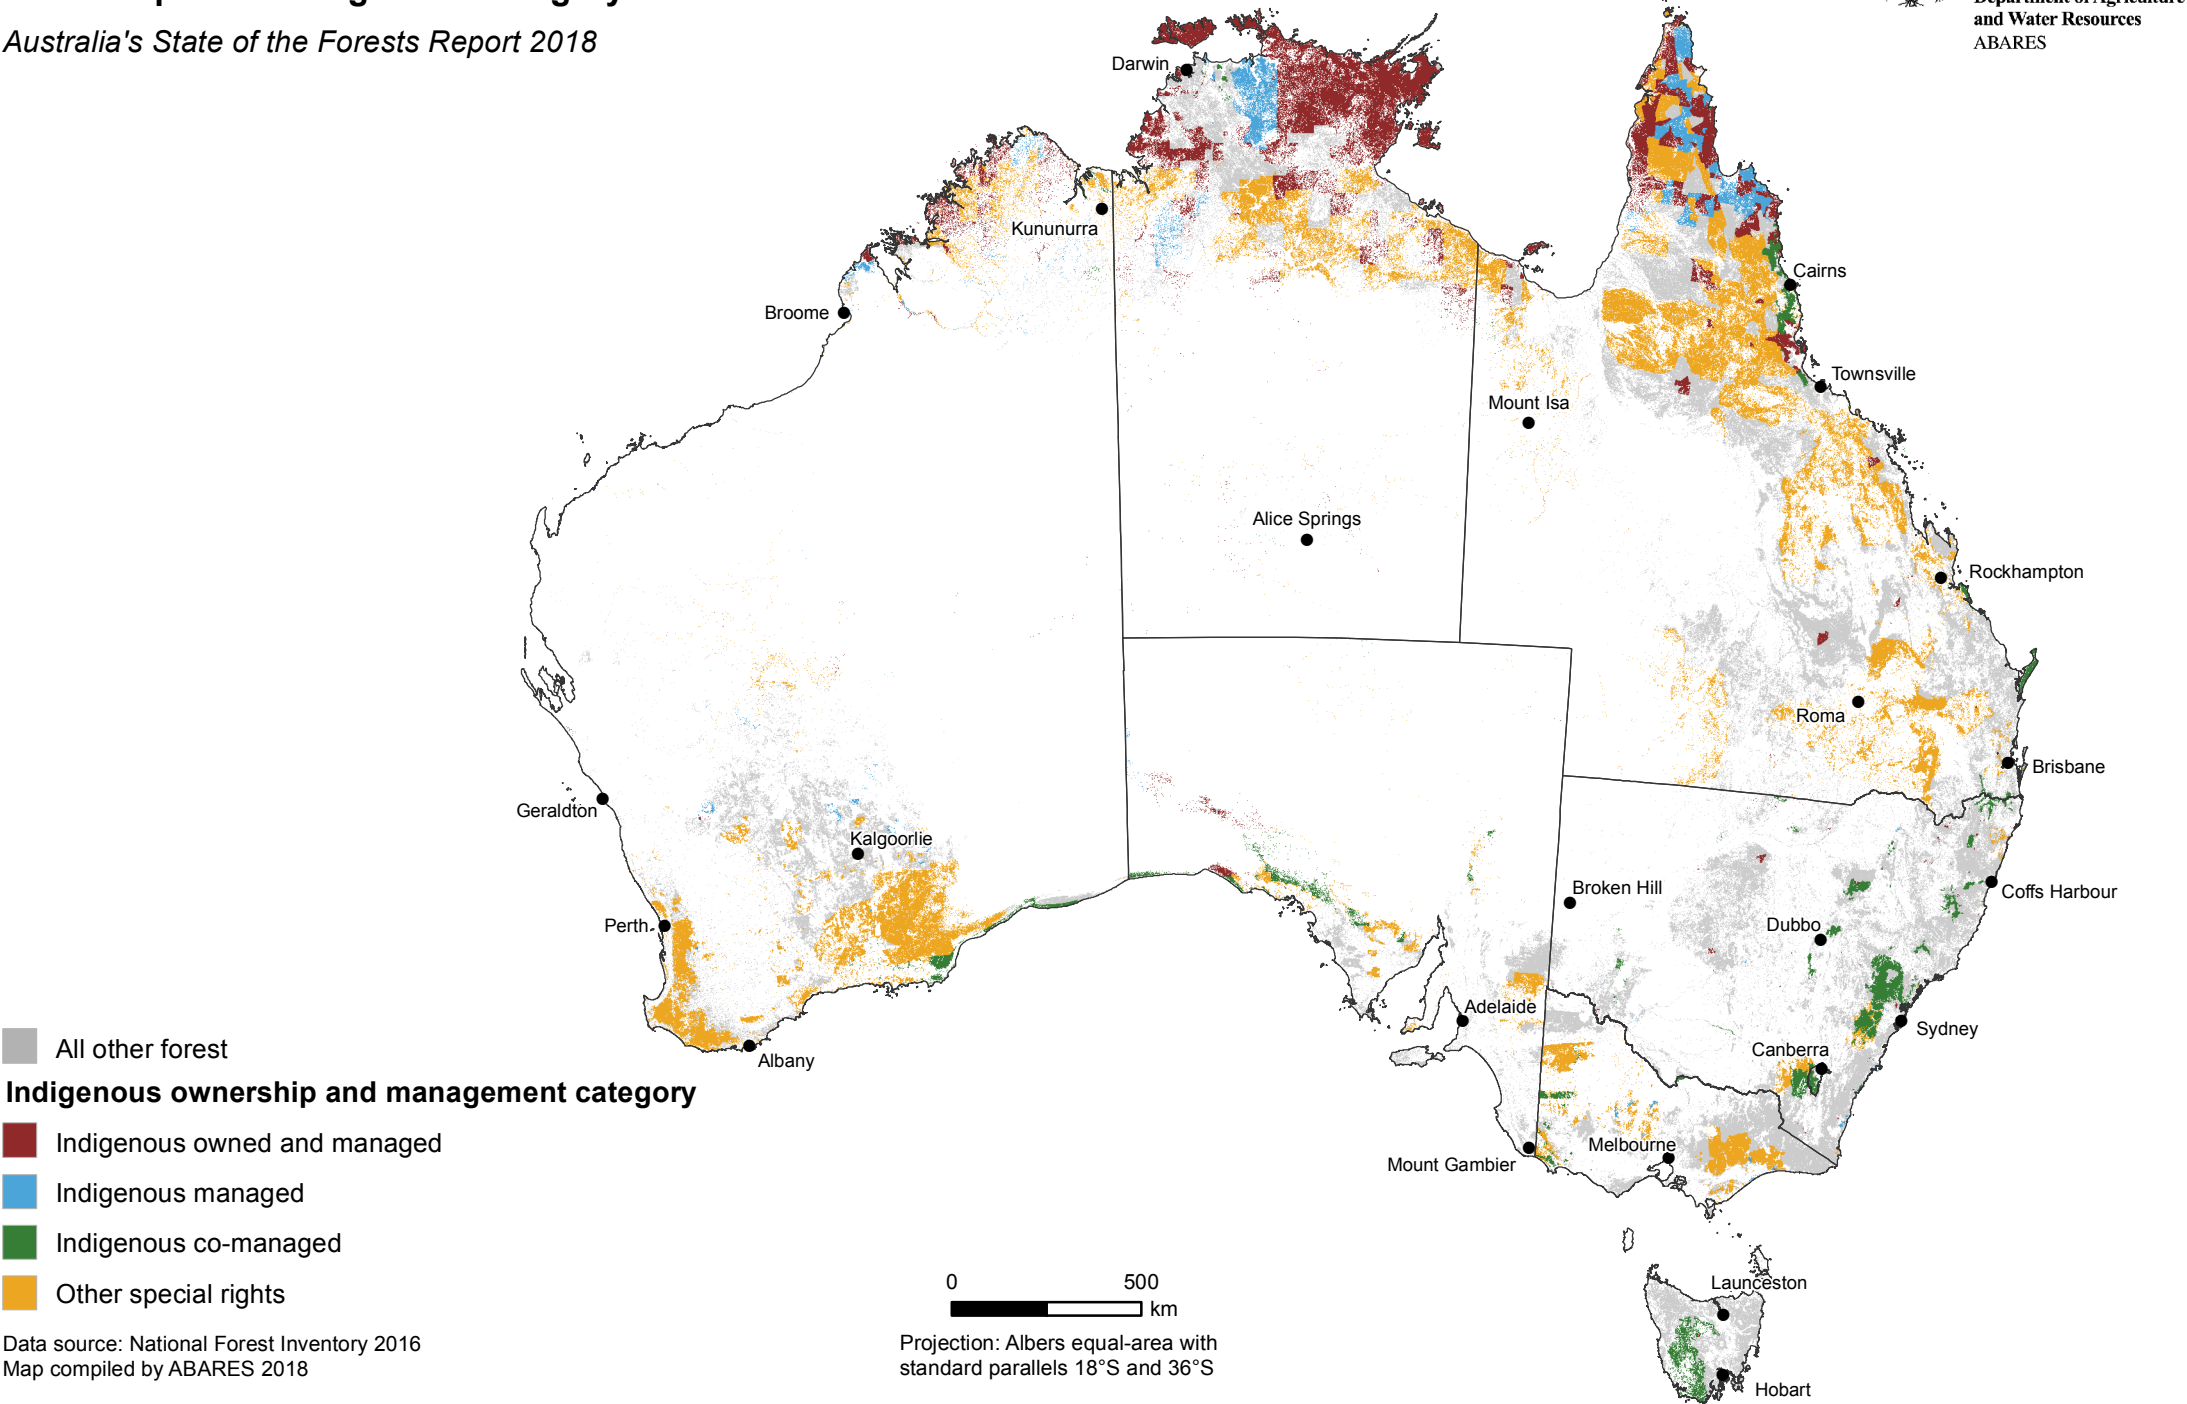 Australia's State of the Forests Report 2018
and Water Resources
ABARES
Darwin
Kununurra
Cairns
Broome
Townsville
Mount Isa
Alice Springs
Rockhampton
Roma
Brisbane
Geraldton
Kalgoorlie
Broken Hill
Coffs Harbour
Perth
Dubbo
Adelaide
Sydney
Canberra
Albany
Melbourne
Mount Gambier
Launceston
Hobart
All other forest
Indigenous ownership and management category
Indigenous owned and managed
Indigenous managed
Indigenous co-managed
Other special rights
Data source: National Forest Inventory 2016
Map compiled by ABARES 2018
0 500
km
Projection: Albers equal-area with
standard parallels 18°S and 36°S